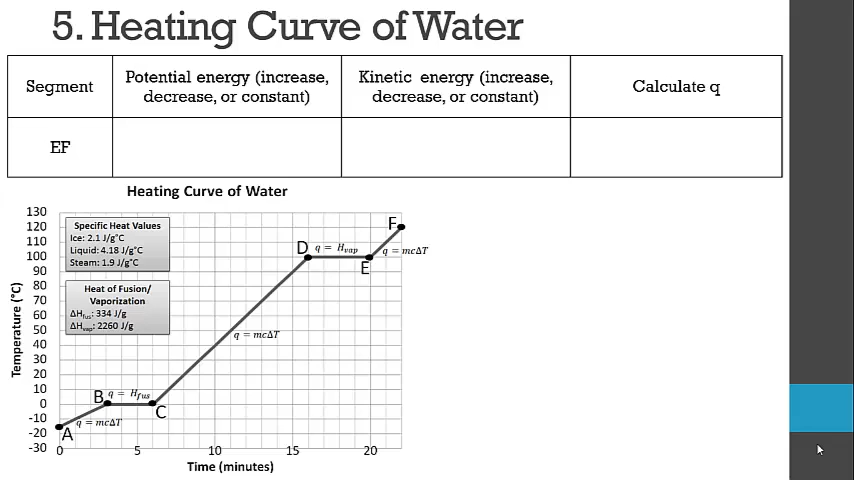 5. Heating Curve of Water
Segment
Potential energy (increase,
decrease, or constant)
Kinetic energy (increase,
decrease, or constant)
Calculate q
EF
Heating Curve of Water
130
120
110
100
90
80
70
60
50
40
30
20
10
0
-10
-20
-30
Temperature (°C)
Specific Heat Values
Ice: 2.1 J/g°C
Liquid: 4.18 J/g°C
Steam: 1.9 J/g°C
Heat of Fusion/
Vaporization
ΔHfus: 334 J/g
ΔHvap: 2260 J/g
F
D
q = Hvap
q = mcΔT
E
q = mcΔT
B
q = Hfus
C
q = mcΔT
A
0 5 10 15 20
Time (minutes)